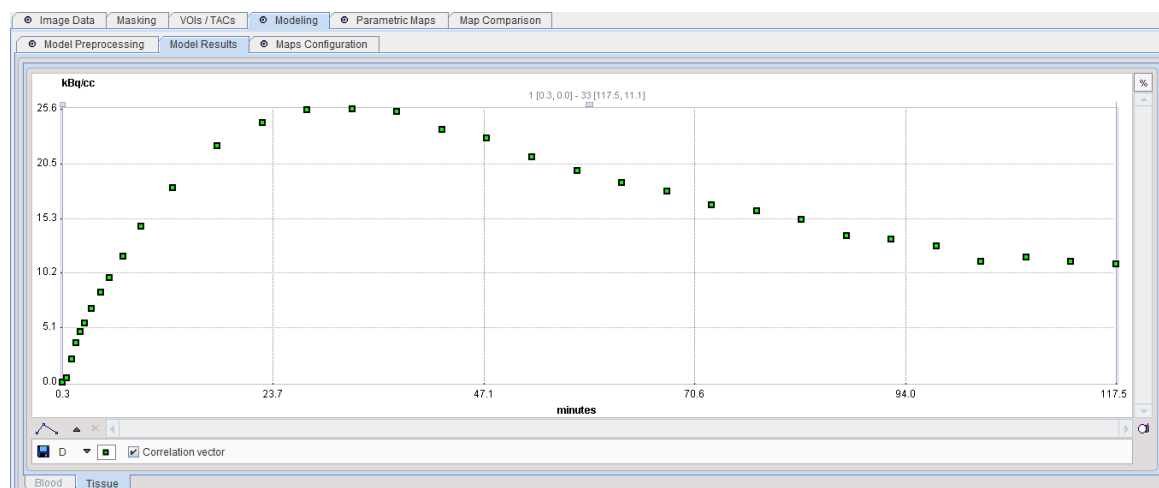 Image Data Masking VOIs / TACs Modeling Parametric Maps Map Comparison
Model Preprocessing Model Results Maps Configuration
kBq/cc
%
1 [0.3, 0.0] - 33 [117.5, 11.1]
25.6
20.5
15.3
10.2
5.1
0.0
0.3 23.7 47.1 70.6 94.0 117.5
minutes
D Correlation vector
Blood Tissue